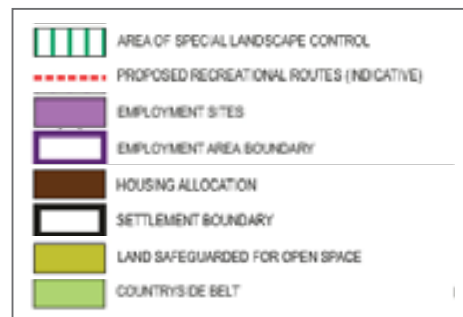 AREA OF SPECIAL LANDSCAPE CONTROL
PROPOSED RECREATIONAL ROUTES (INDICATIVE)
EMPLOYMENT SITES
EMPLOYMENT AREA BOUNDARY
HOUSING ALLOCATION
SETTLEMENT BOUNDARY
LAND SAFEGUARDED FOR OPEN SPACE
COUNTRYSIDE BELT